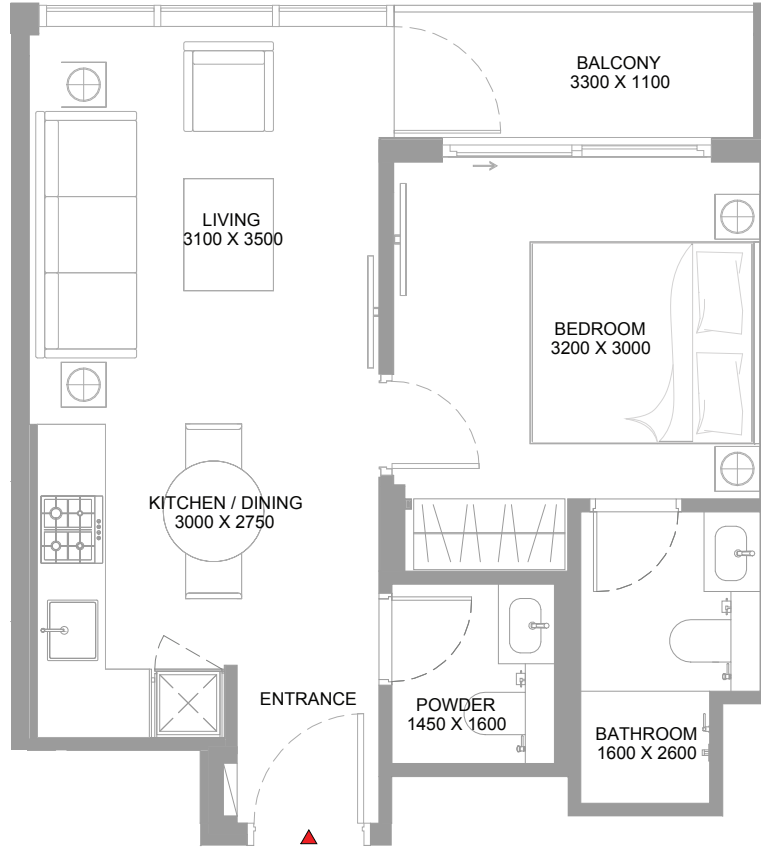 BALCONY
3300 X 1100
LIVING
3100 X 3500
BEDROOM
3200 X 3000
KITCHEN / DINING
3000 X 2750
ENTRANCE
POWDER
1450 X 1600
BATHROOM
1600 X 2600